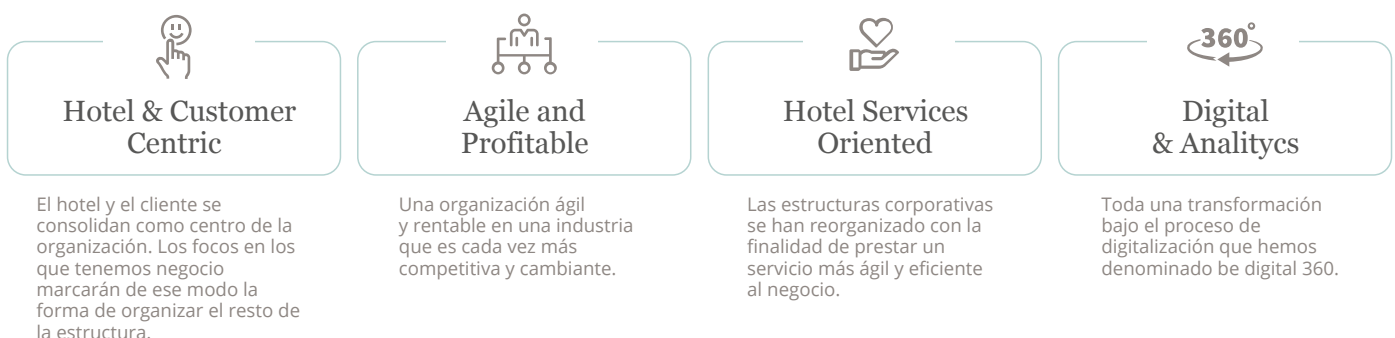 Hotel & Customer
Centric
El hotel y el cliente se
consolidan como centro de la
organización. Los focos en los
que tenemos negocio
marcarán de ese modo la
forma de organizar el resto de
la estructura.
Agile and
Profitable
Una organización ágil
y rentable en una industria
que es cada vez más
competitiva y cambiante.
Hotel Services
Oriented
Las estructuras corporativas
se han reorganizado con la
finalidad de prestar un
servicio más ágil y eficiente
al negocio.
360°
Digital
& Analitycs
Toda una transformación
bajo el proceso de
digitalización que hemos
denominado be digital 360.